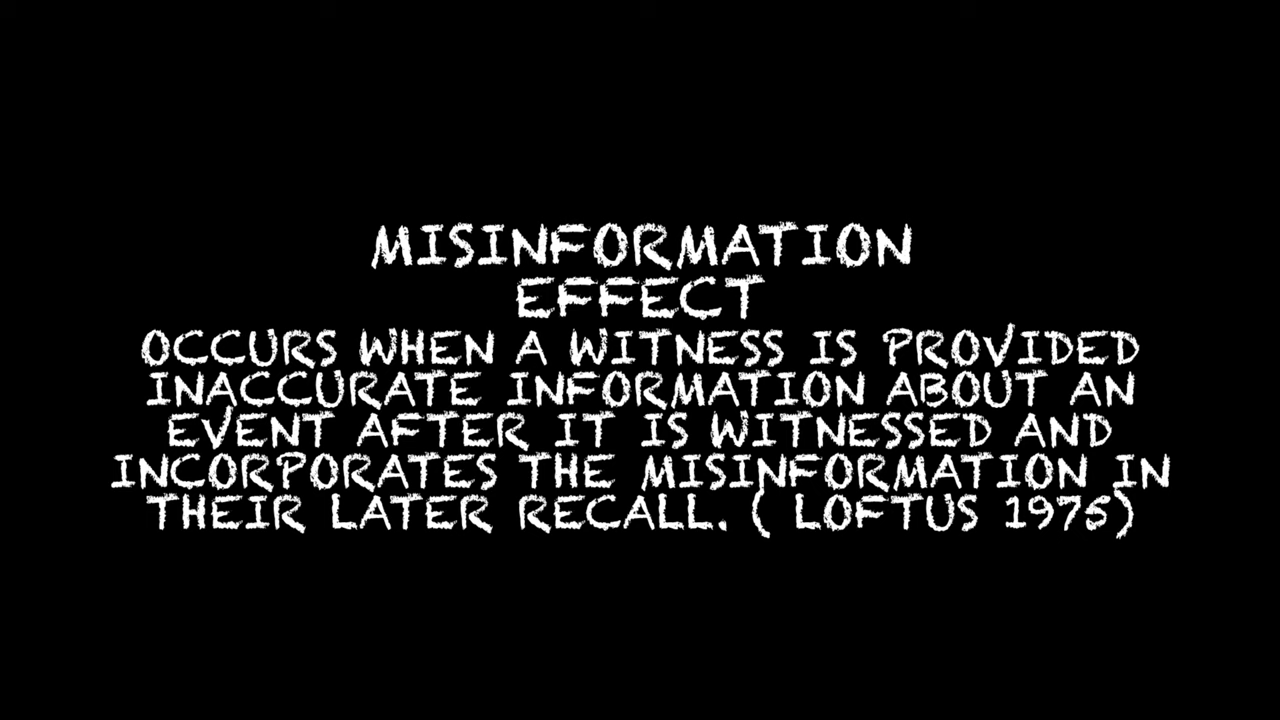 MISINFORMATION
EFFECT
OCCURS WHEN A WITNESS IS PROVIDED
INACCURATE INFORMATION ABOUT AN
EVENT AFTER IT IS WITNESSED AND
INCORPORATES THE MISINFORMATION IN
THEIR LATER RECALL. ( LOFTUS 1975)